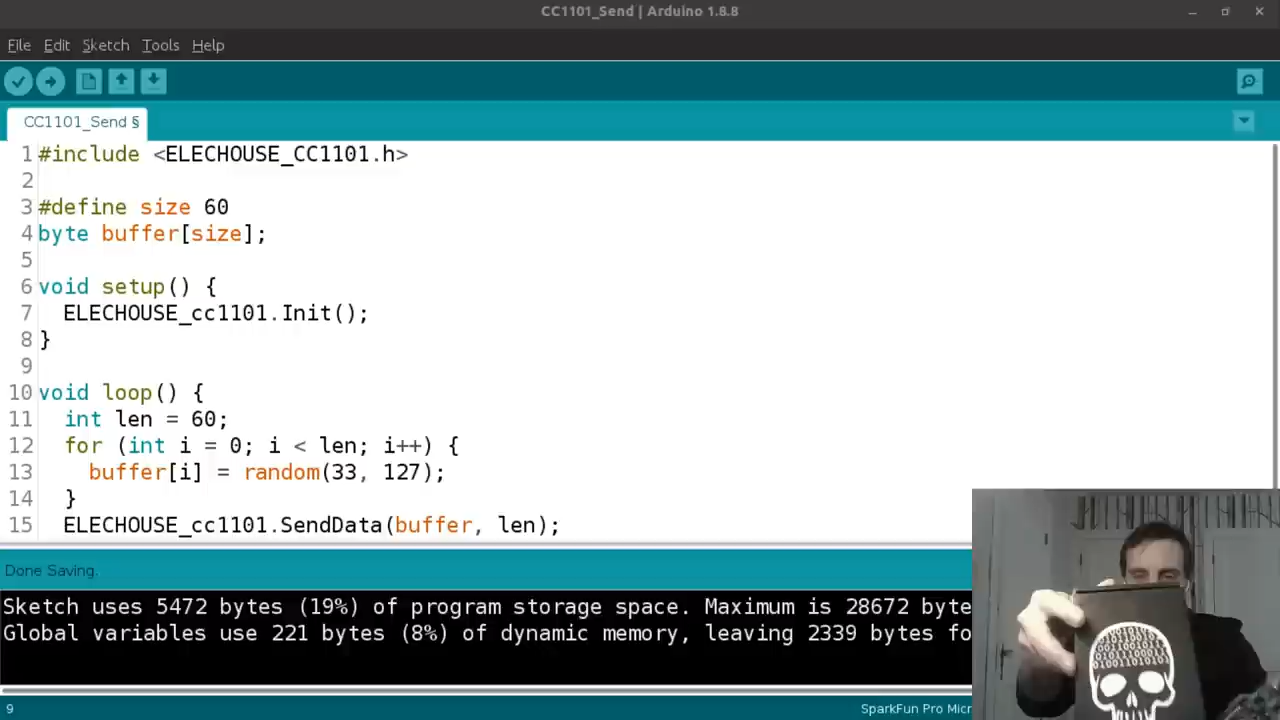 CC1101_Send | Arduino 1.8.8
File Edit Sketch Tools Help
CC1101_Send §
1 #include <ELECHOUSE_CC1101.h>
2
3 #define size 60
4 byte buffer[size];
5
6 void setup() {
7 ELECHOUSE_cc1101.Init();
8 }
9
10 void loop() {
11 int len = 60;
12 for (int i = 0; i < len; i++) {
13 buffer[i] = random(33, 127);
14 }
15 ELECHOUSE_cc1101.SendData(buffer, len);
Done Saving.
Sketch uses 5472 bytes (19%) of program storage space. Maximum is 28672 byte
Global variables use 221 bytes (8%) of dynamic memory, leaving 2339 bytes fo
9
SparkFun Pro Micr